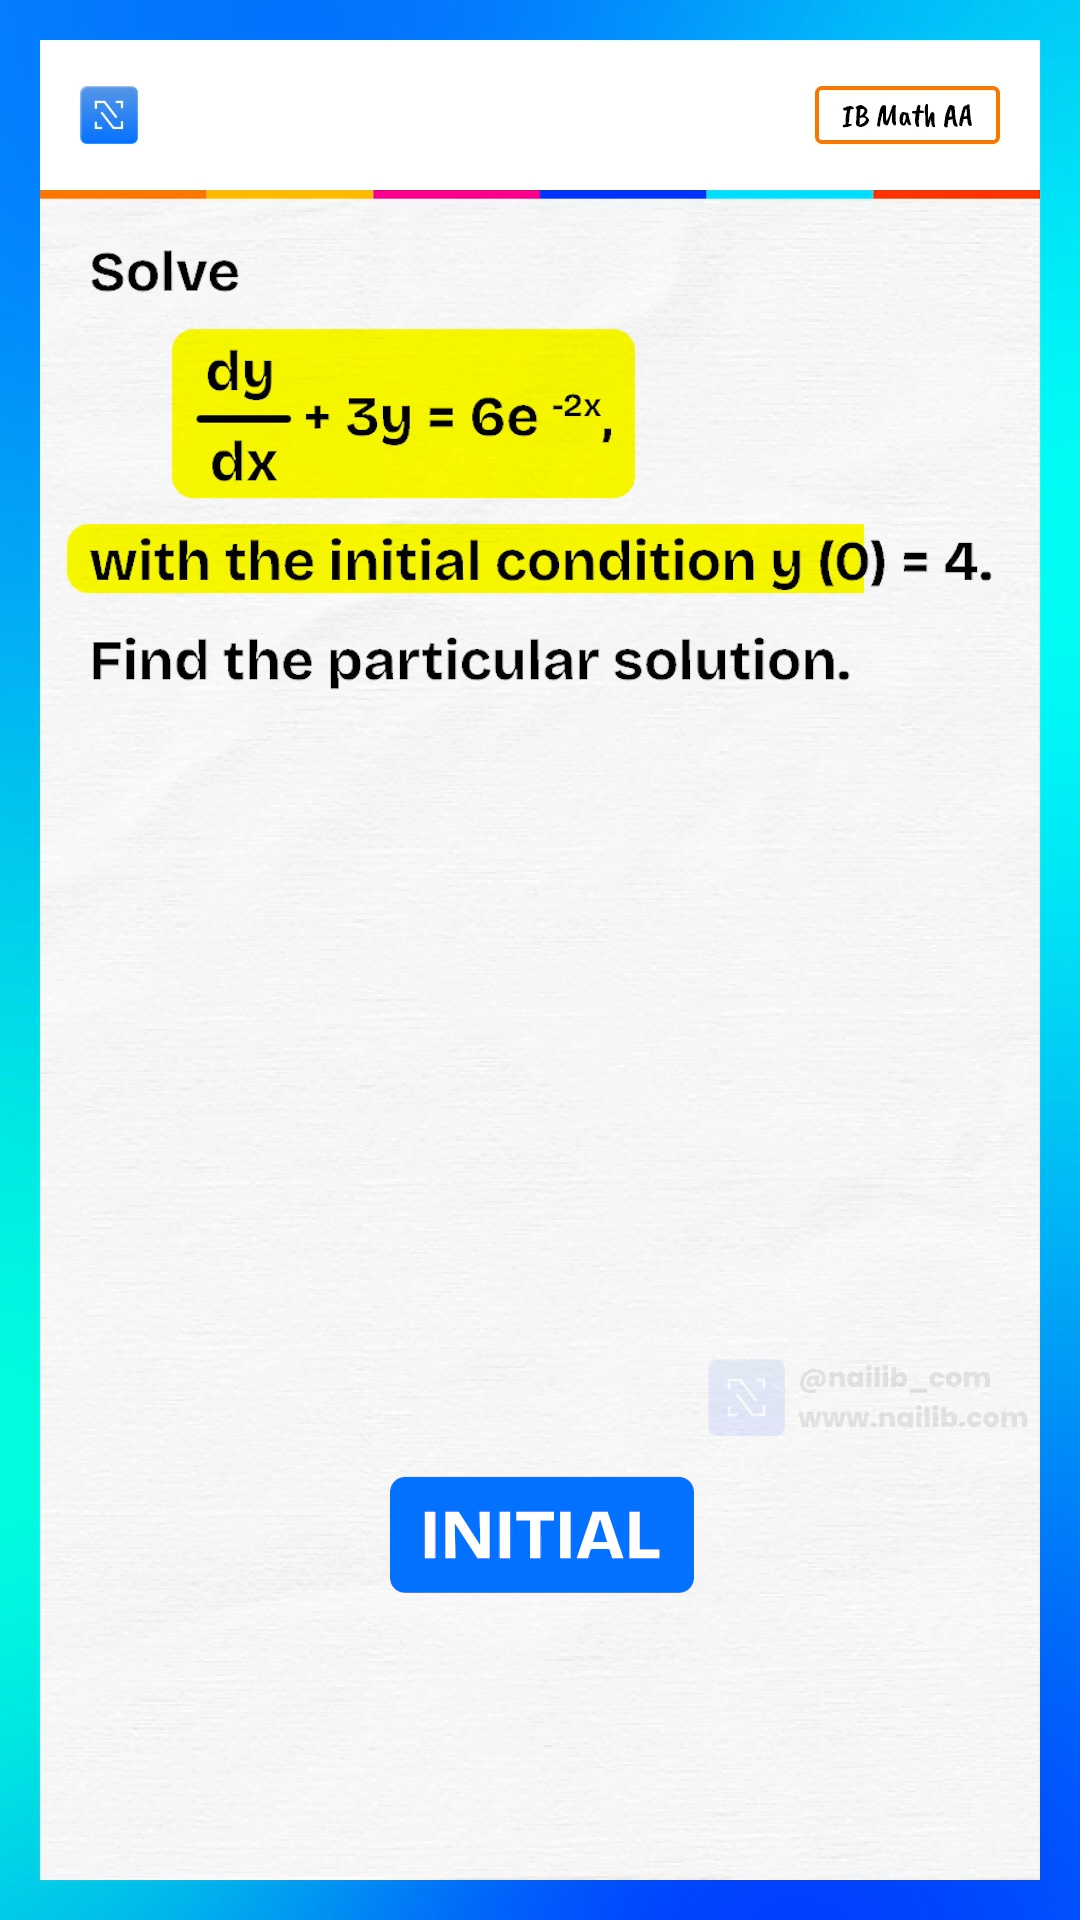 IB Math AA
Solve
dy
dx
+ 3y = 6e ⁻²ˣ,
with the initial condition y (0) = 4.
Find the particular solution.
@nailib_com
www.nailib.com
INITIAL